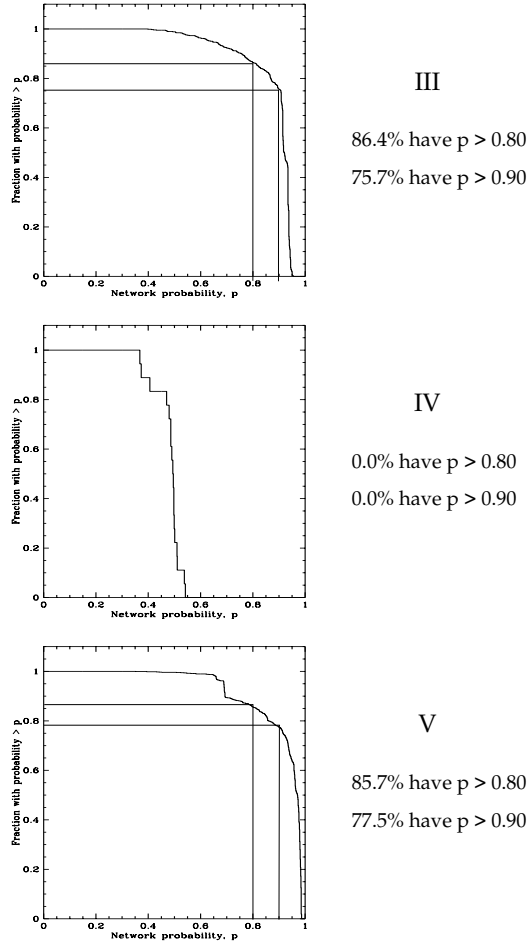 1
0.8
0.6
0.4
0.2
0
Fraction with probability > p
0 0.2 0.4 0.6 0.8 1
Network probability, p
III
86.4% have p > 0.80
75.7% have p > 0.90
1
0.8
0.6
0.4
0.2
0
Fraction with probability > p
0 0.2 0.4 0.6 0.8 1
Network probability, p
IV
0.0% have p > 0.80
0.0% have p > 0.90
1
0.8
0.6
0.4
0.2
0
Fraction with probability > p
0 0.2 0.4 0.6 0.8 1
Network probability, p
V
85.7% have p > 0.80
77.5% have p > 0.90